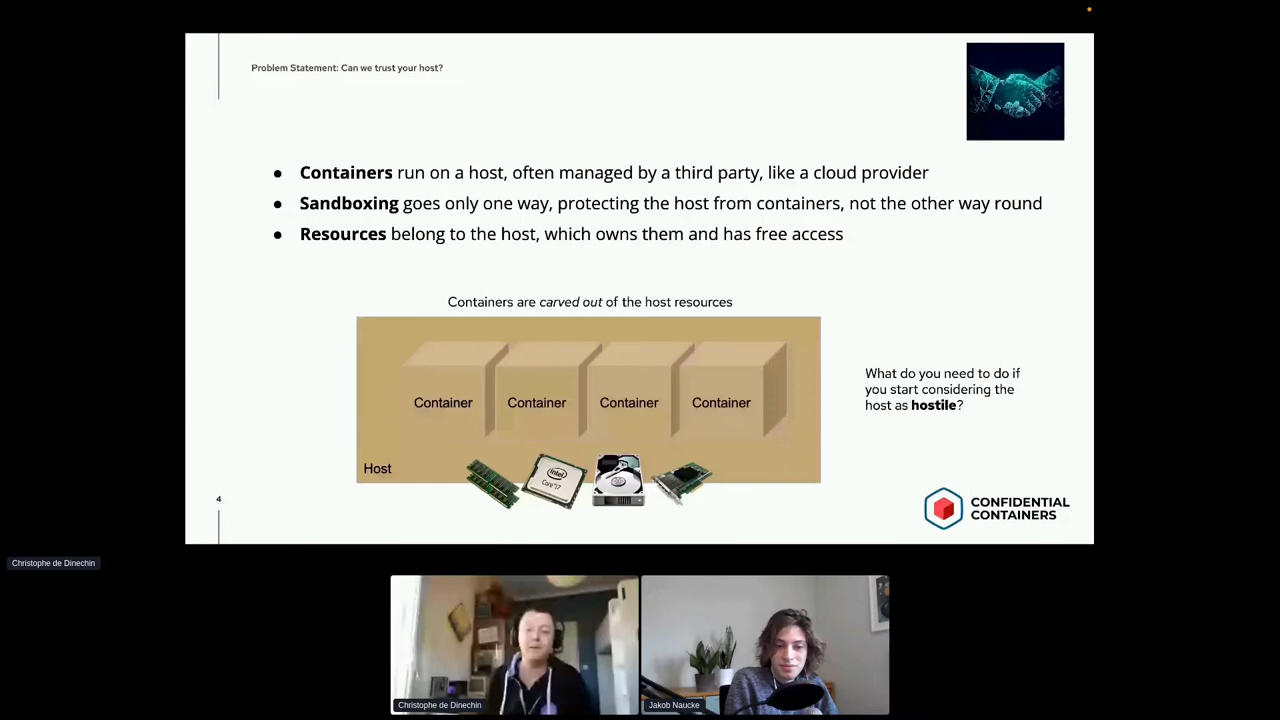 Problem Statement: Can we trust your host?
● Containers run on a host, often managed by a third party, like a cloud provider
● Sandboxing goes only one way, protecting the host from containers, not the other way round
● Resources belong to the host, which owns them and has free access
Containers are carved out of the host resources
Container Container Container Container
Host
intel
Core i7
What do you need to do if
you start considering the
host as hostile?
4
CONFIDENTIAL
CONTAINERS
Christophe de Dinechin
Christophe de Dinechin
Jakob Naucke